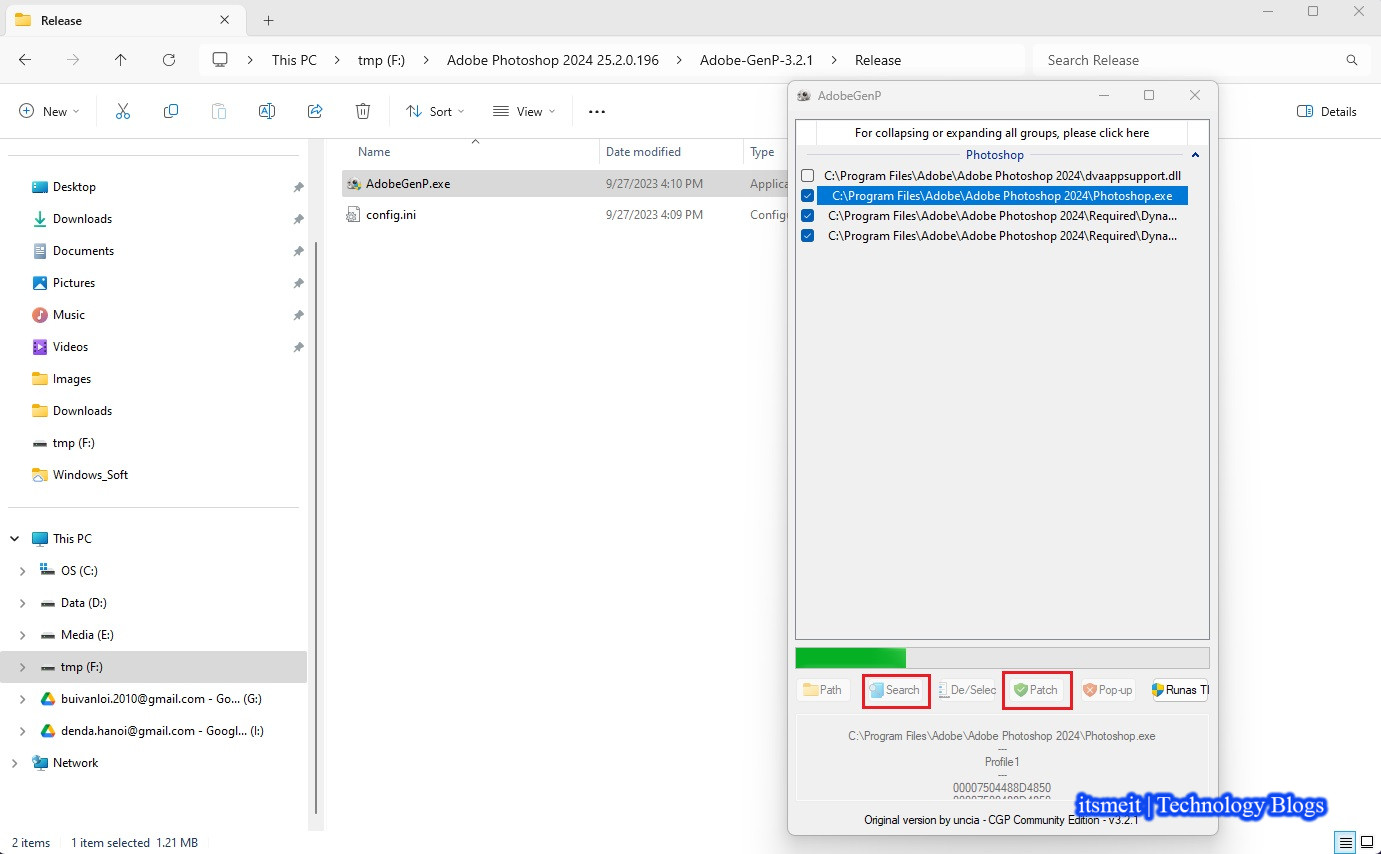 Release
This PC > tmp (F:) > Adobe Photoshop 2024 25.2.0.196 > Adobe-GenP-3.2.1 > Release
Search Release
New
Sort
View
Details
Desktop
Downloads
Documents
Pictures
Music
Videos
Images
Downloads
tmp (F:)
Windows_Soft
This PC
OS (C:)
Data (D:)
Media (E:)
tmp (F:)
buivanloi.2010@gmail.com - Go... (G:)
denda.hanoi@gmail.com - Googl... (I:)
Network
Name Date modified Type
AdobeGenP.exe 9/27/2023 4:10 PM Applica
config.ini 9/27/2023 4:09 PM Config
AdobeGenP
For collapsing or expanding all groups, please click here
Photoshop
C:\Program Files\Adobe\Adobe Photoshop 2024\dvaappsupport.dll
C:\Program Files\Adobe\Adobe Photoshop 2024\Photoshop.exe
C:\Program Files\Adobe\Adobe Photoshop 2024\Required\Dyna...
C:\Program Files\Adobe\Adobe Photoshop 2024\Required\Dyna...
Path Search De/Selec Patch Pop-up Runas TI
C:\Program Files\Adobe\Adobe Photoshop 2024\Photoshop.exe
---
Profile1
---
00007504488D4850
itsmeit | Technology Blogs
Original version by uncia - CGP Community Edition - v3.2.1
2 items 1 item selected 1.21 MB